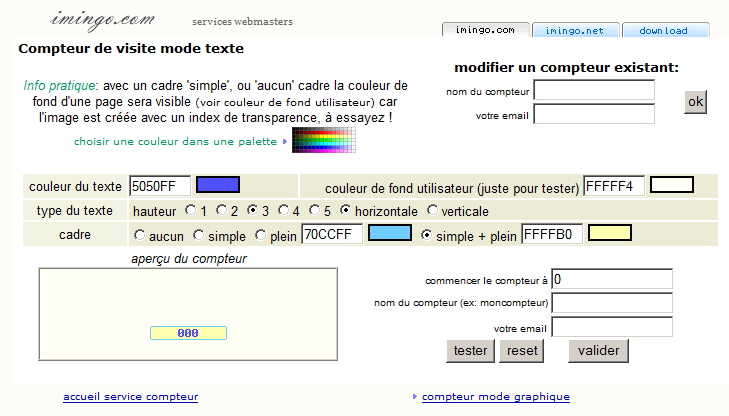 imingo.com services webmasters
imingo.com imingo.net download
Compteur de visite mode texte
Info pratique: avec un cadre 'simple', ou 'aucun' cadre la couleur de
fond d'une page sera visible (voir couleur de fond utilisateur) car
l'image est créée avec un index de transparence, à essayez !
choisir une couleur dans une palette
modifier un compteur existant:
nom du compteur
votre email
ok
couleur du texte 5050FF couleur de fond utilisateur (juste pour tester) FFFFF4
type du texte hauteur 1 2 3 4 5 horizontale verticale
cadre aucun simple plein 70CCFF simple + plein FFFFB0
aperçu du compteur
000
commencer le compteur à 0
nom du compteur (ex: moncompteur)
votre email
tester reset valider
accueil service compteur compteur mode graphique